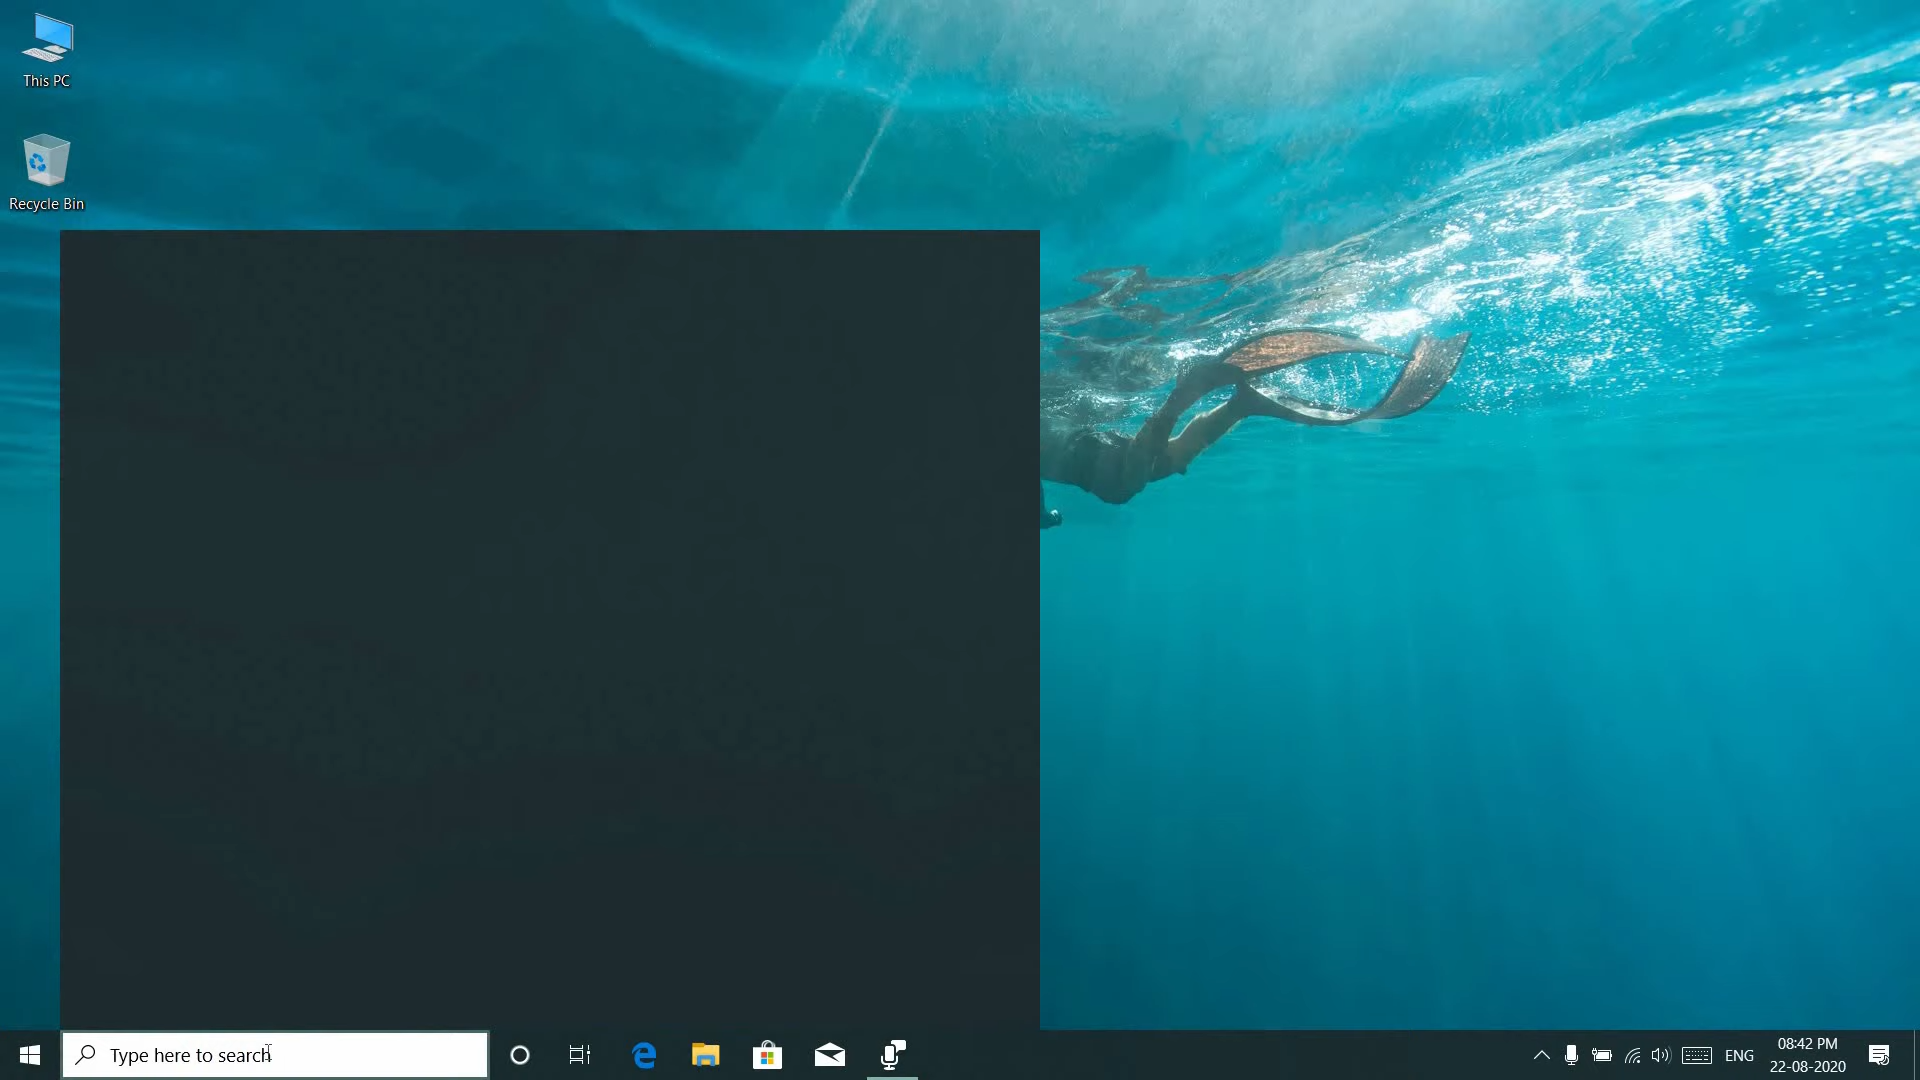 This PC
Recycle Bin
Type here to search
ENG
08:42 PM
22-08-2020